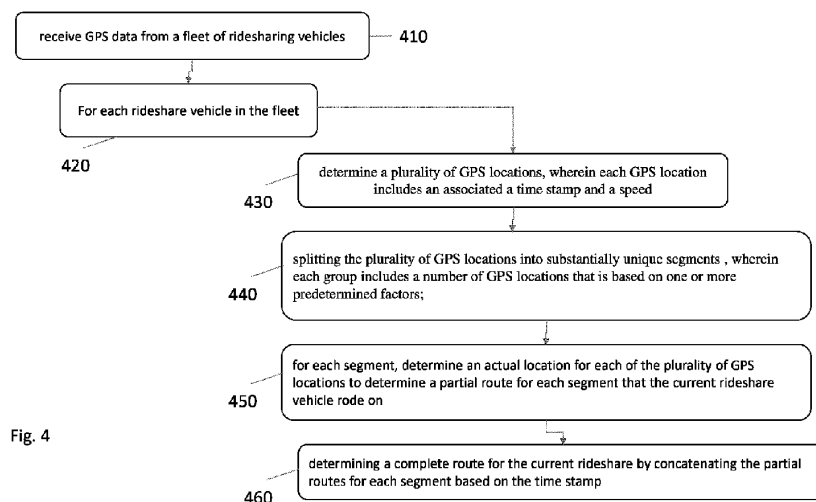 receive GPS data from a fleet of ridesharing vehicles
410
For each rideshare vehicle in the fleet
420
determine a plurality of GPS locations, wherein each GPS location
includes an associated a time stamp and a speed
430
splitting the plurality of GPS locations into substantially unique segments , wherein
each group includes a number of GPS locations that is based on one or more
predetermined factors;
440
for each segment, determine an actual location for each of the plurality of GPS
locations to determine a partial route for each segment that the current rideshare
vehicle rode on
450
Fig. 4
determining a complete route for the current rideshare by concatenating the partial
routes for each segment based on the time stamp
460